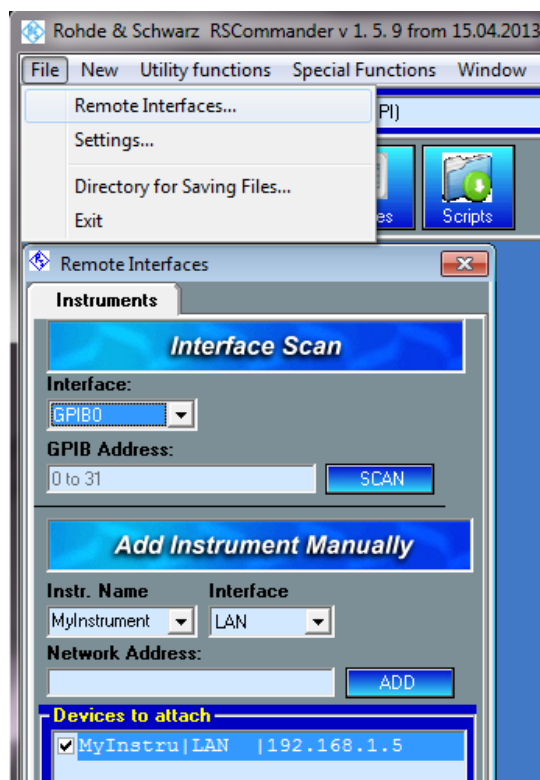 Rohde & Schwarz RSCommander v 1. 5. 9 from 15.04.2013
File New Utility functions Special Functions Window
Remote Interfaces...
PI)
Settings...
Directory for Saving Files...
Exit
es
Scripts
Remote Interfaces
Instruments
Interface Scan
Interface:
GPIB0
GPIB Address:
0 to 31
SCAN
Add Instrument Manually
Instr. Name Interface
MyInstrument LAN
Network Address:
ADD
Devices to attach
MyInstru|LAN |192.168.1.5